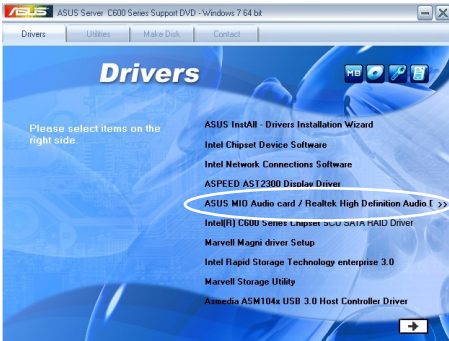 ASUS Server C600 Series Support DVD - Windows 7 64 bit
Drivers Utilities Make Disk Contact
Drivers
MB
Please select items on the
right side.
ASUS InstAll - Drivers Installation Wizard
Intel Chipset Device Software
Intel Network Connections Software
ASPEED AST2300 Display Driver
ASUS MIO Audio card / Realtek High Definition Audio D >>
Intel(R) C600 Series Chipset SCU SATA RAID Driver
Marvell Magni driver Setup
Intel Rapid Storage Technology enterprise 3.0
Marvell Storage Utility
Asmedia ASM104x USB 3.0 Host Controller Driver